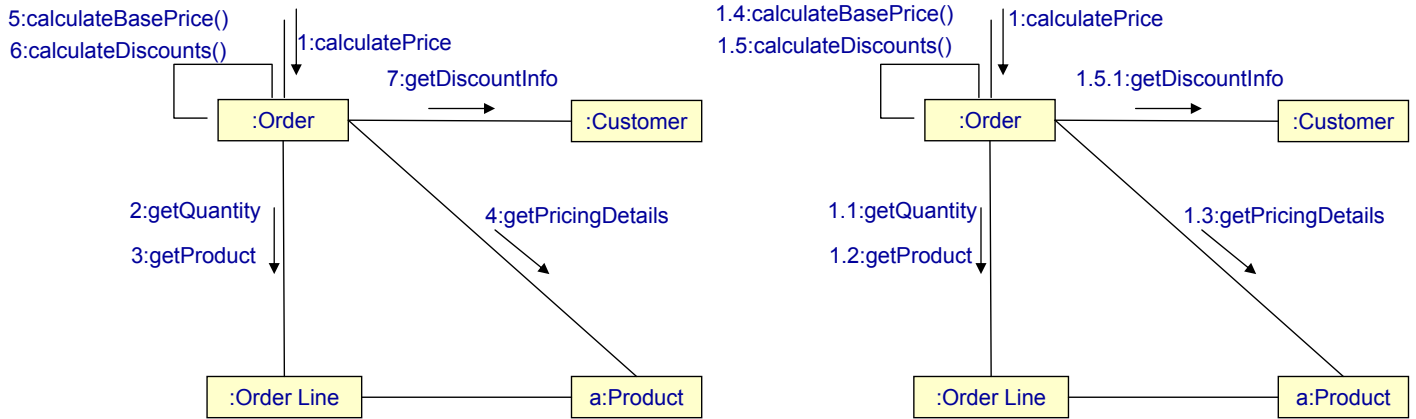 5:calculateBasePrice()
6:calculateDiscounts()
1:calculatePrice
7:getDiscountInfo
:Order
:Customer
2:getQuantity
3:getProduct
4:getPricingDetails
:Order Line
a:Product
1.4:calculateBasePrice()
1.5:calculateDiscounts()
1:calculatePrice
1.5.1:getDiscountInfo
:Order
:Customer
1.1:getQuantity
1.2:getProduct
1.3:getPricingDetails
:Order Line
a:Product